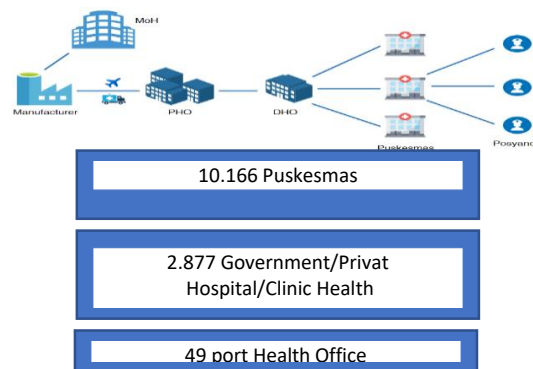 MoH
Manufacturer
PHO
DHO
Puskesmas
Posyand
10.166 Puskesmas
2.877 Government/Privat
Hospital/Clinic Health
49 port Health Office